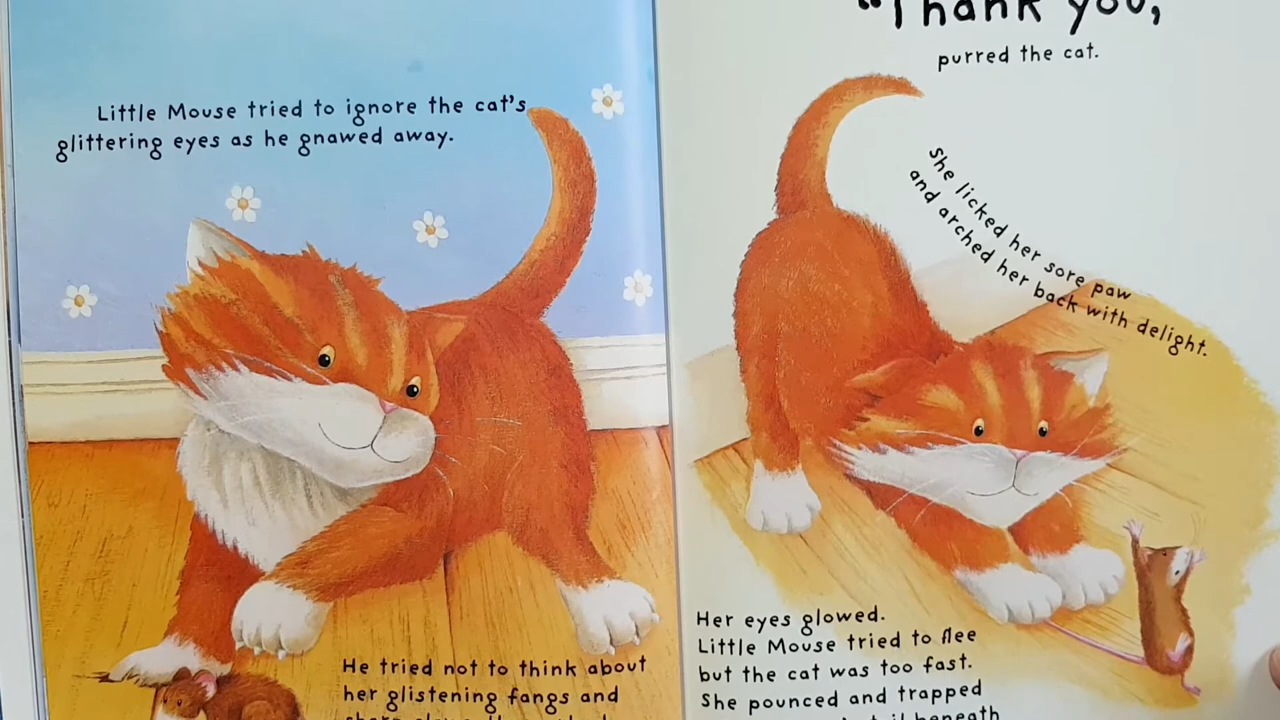 Little Mouse tried to ignore the cat's
glittering eyes as he gnawed away.
He tried not to think about
her glistening fangs and
"Thank you,
purred the cat.
She licked her sore paw
and arched her back with delight.
Her eyes glowed.
Little Mouse tried to flee
but the cat was too fast.
She pounced and trapped
beneath